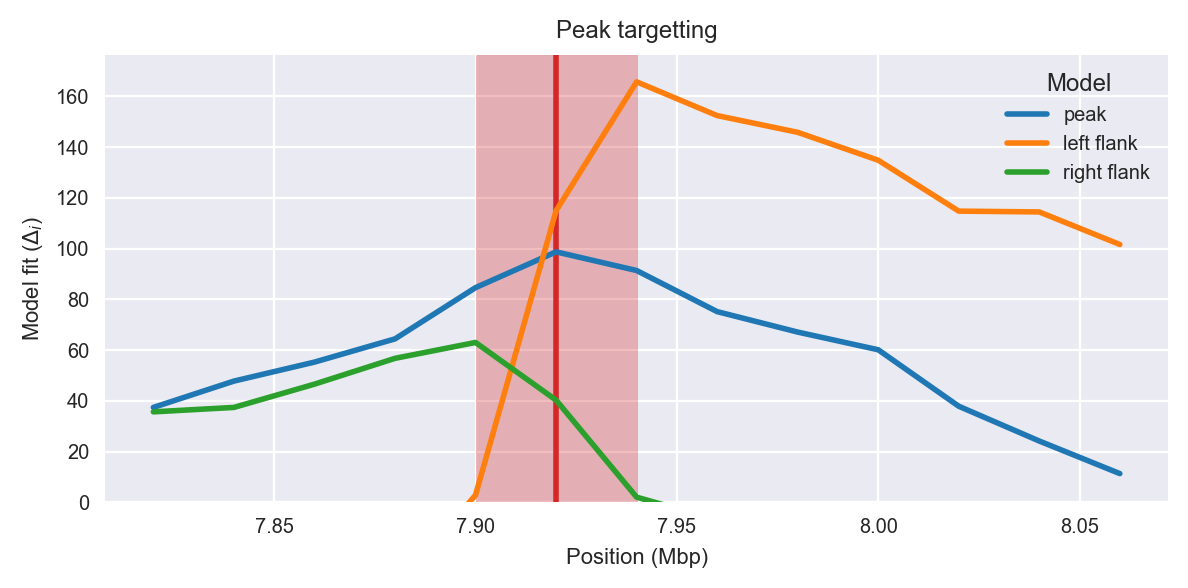 Peak targetting
Model
peak
left flank
right flank
Model fit (Δi)
160
140
120
100
80
60
40
20
0
7.85
7.90
7.95
8.00
8.05
Position (Mbp)